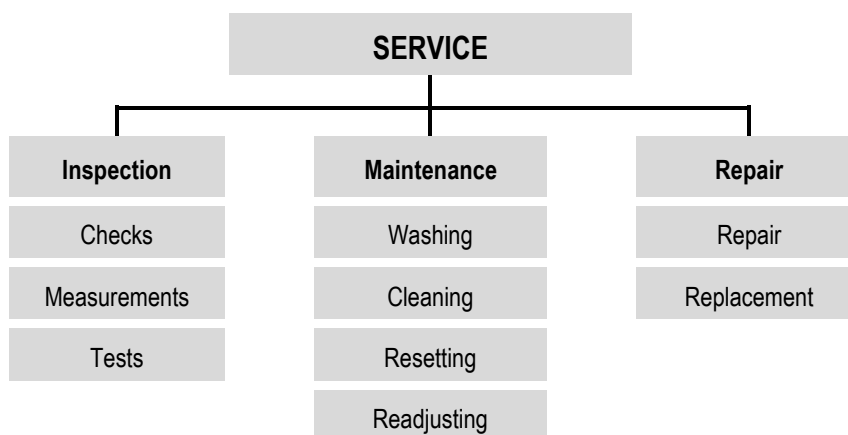 SERVICE
Inspection
Checks
Measurements
Tests
Maintenance
Washing
Cleaning
Resetting
Readjusting
Repair
Repair
Replacement